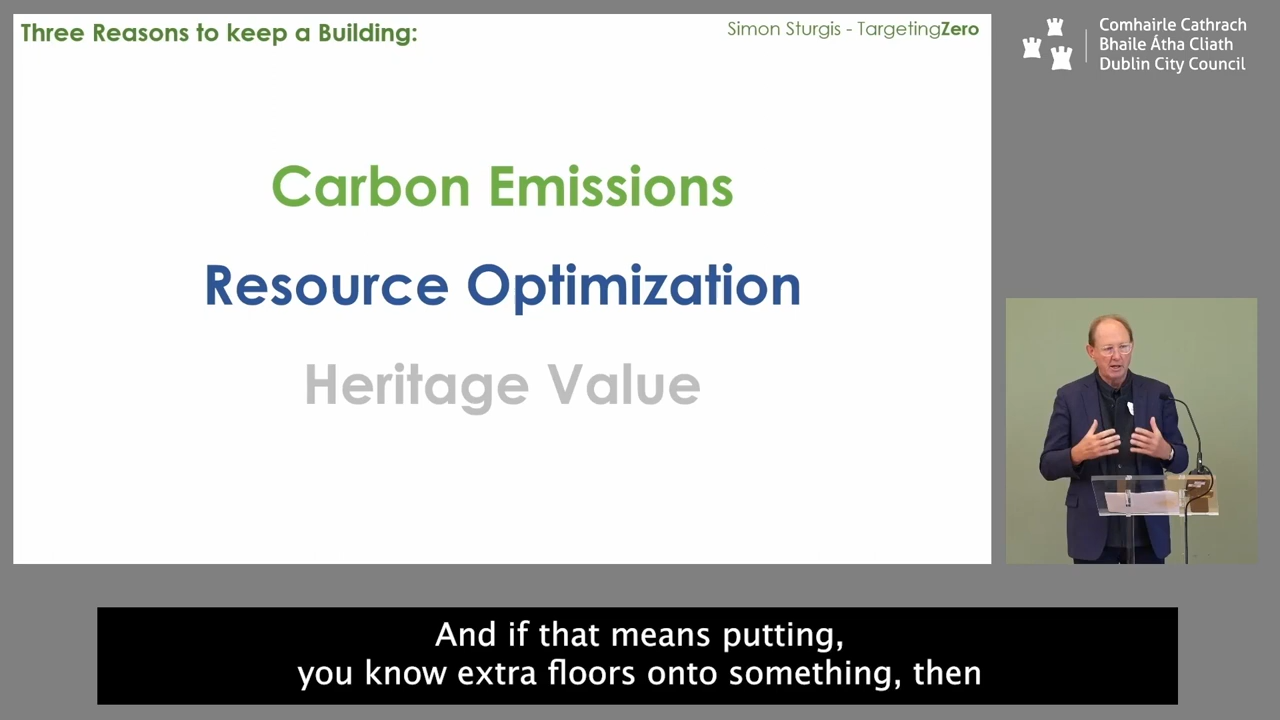 Three Reasons to keep a Building:
Simon Sturgis - TargetingZero
Comhairle Cathrach
Bhaile Átha Cliath
Dublin City Council
Carbon Emissions
Resource Optimization
Heritage Value
And if that means putting,
you know extra floors onto something, then